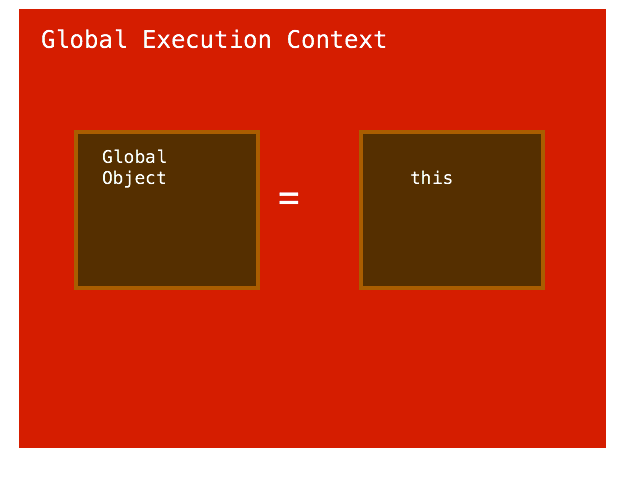 Global Execution Context
Global
Object
=
this